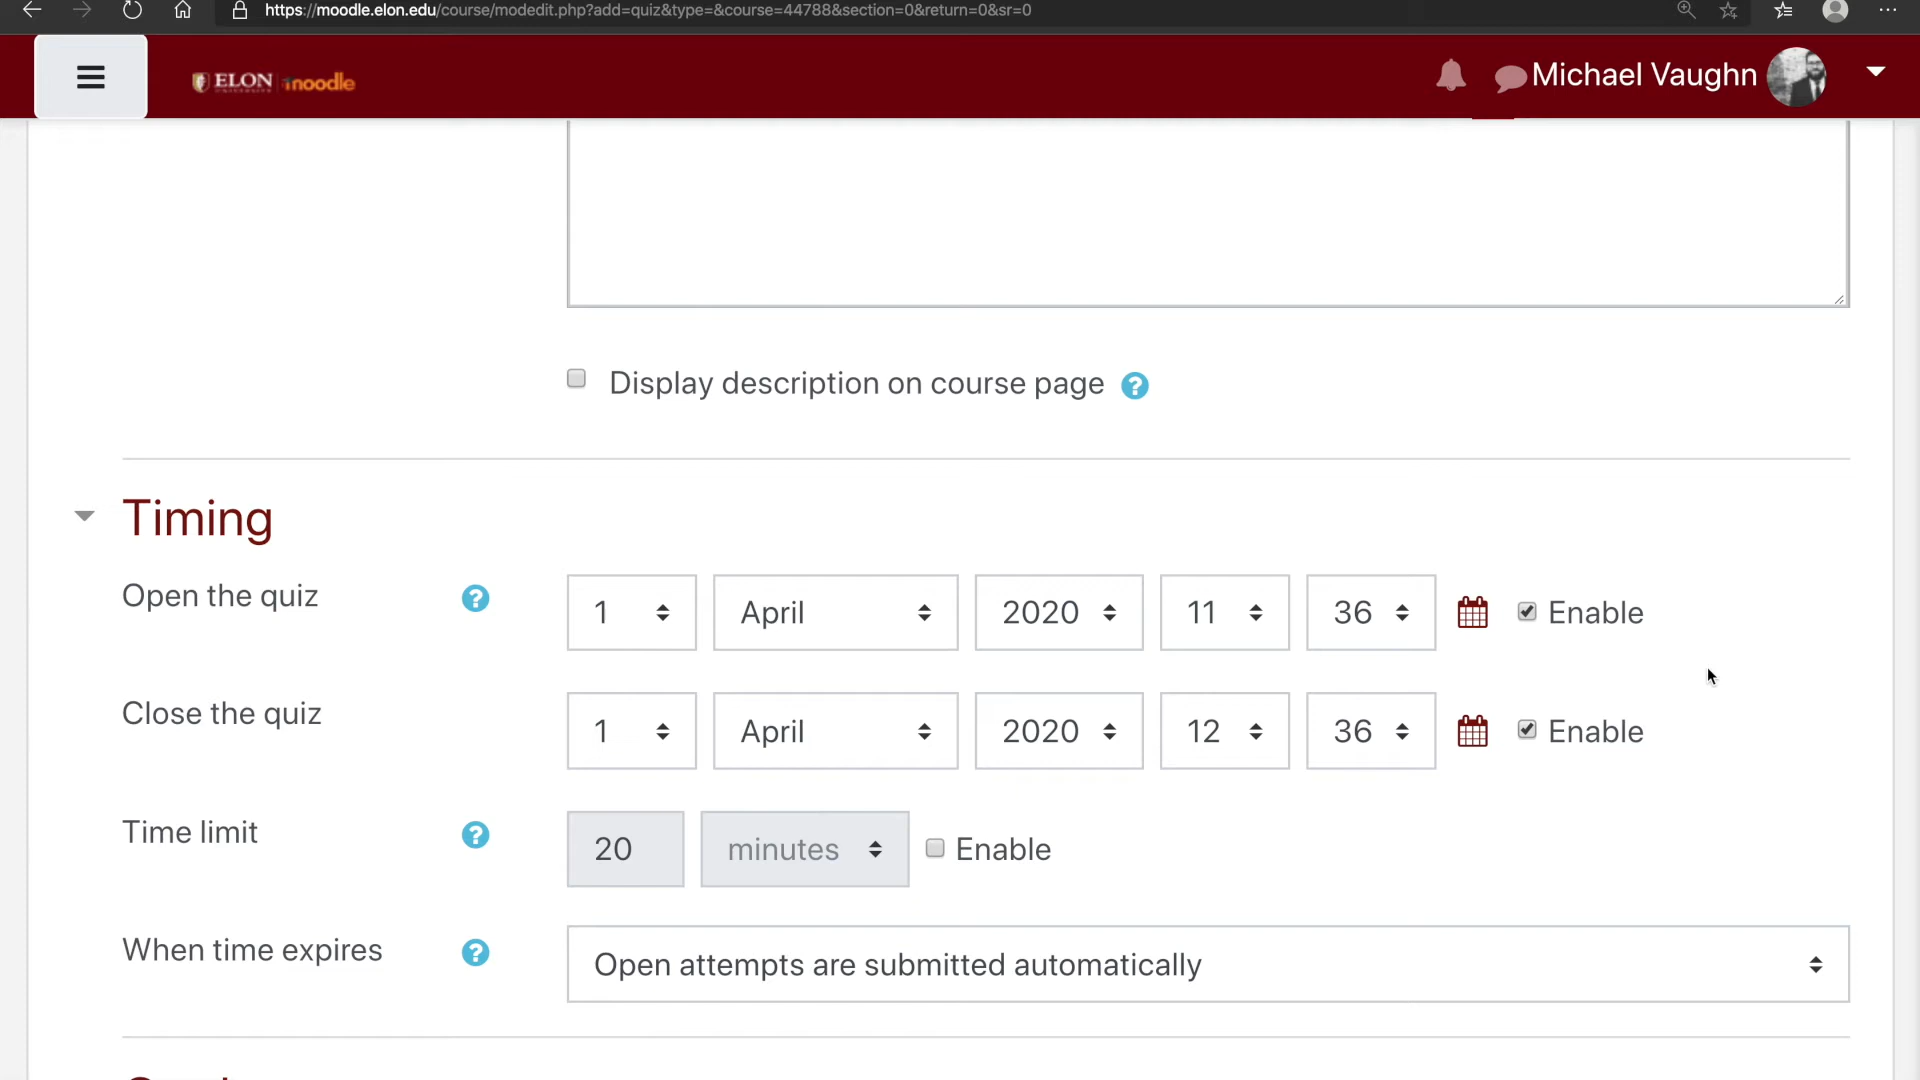 https://moodle.elon.edu/course/modedit.php?add=quiz&type=&course=44788&section=0&return=0&sr=0
ELON moodle
Michael Vaughn
Display description on course page ?
Timing
Open the quiz ? 1 April 2020 11 36 Enable
Close the quiz 1 April 2020 12 36 Enable
Time limit ? 20 minutes Enable
When time expires ? Open attempts are submitted automatically